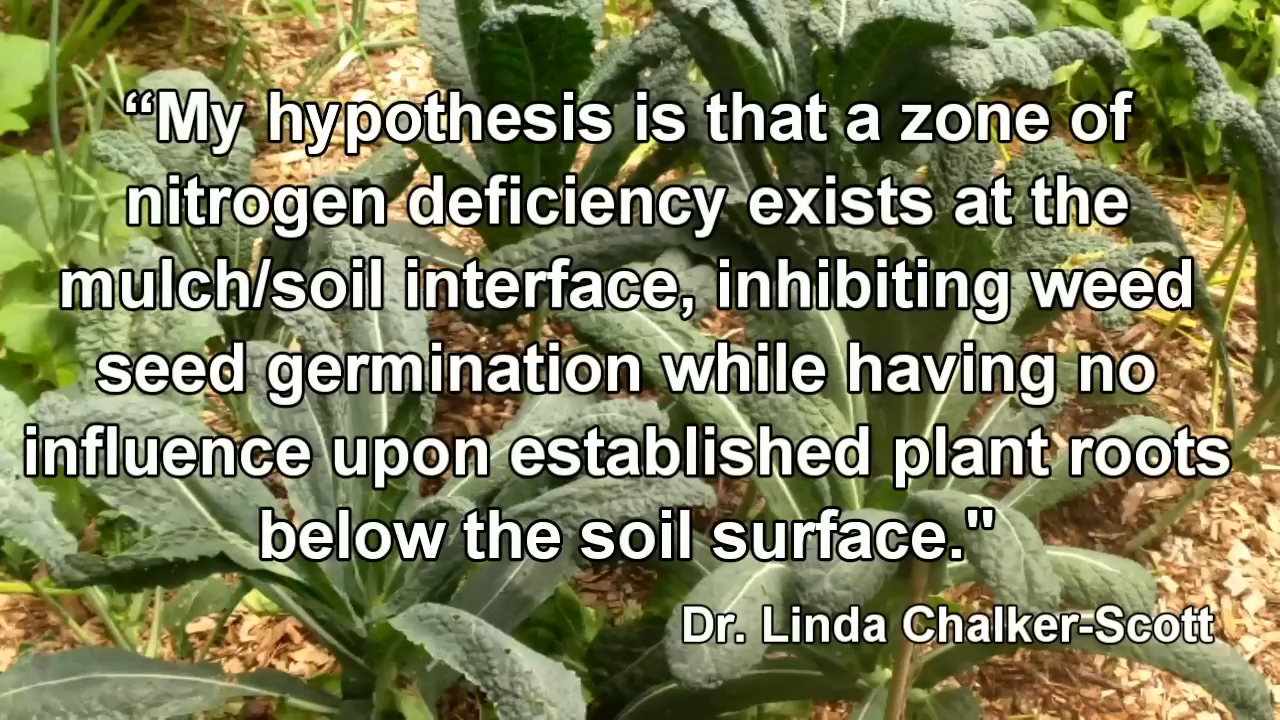 “My hypothesis is that a zone of
nitrogen deficiency exists at the
mulch/soil interface, inhibiting weed
seed germination while having no
influence upon established plant roots
below the soil surface."
Dr. Linda Chalker-Scott